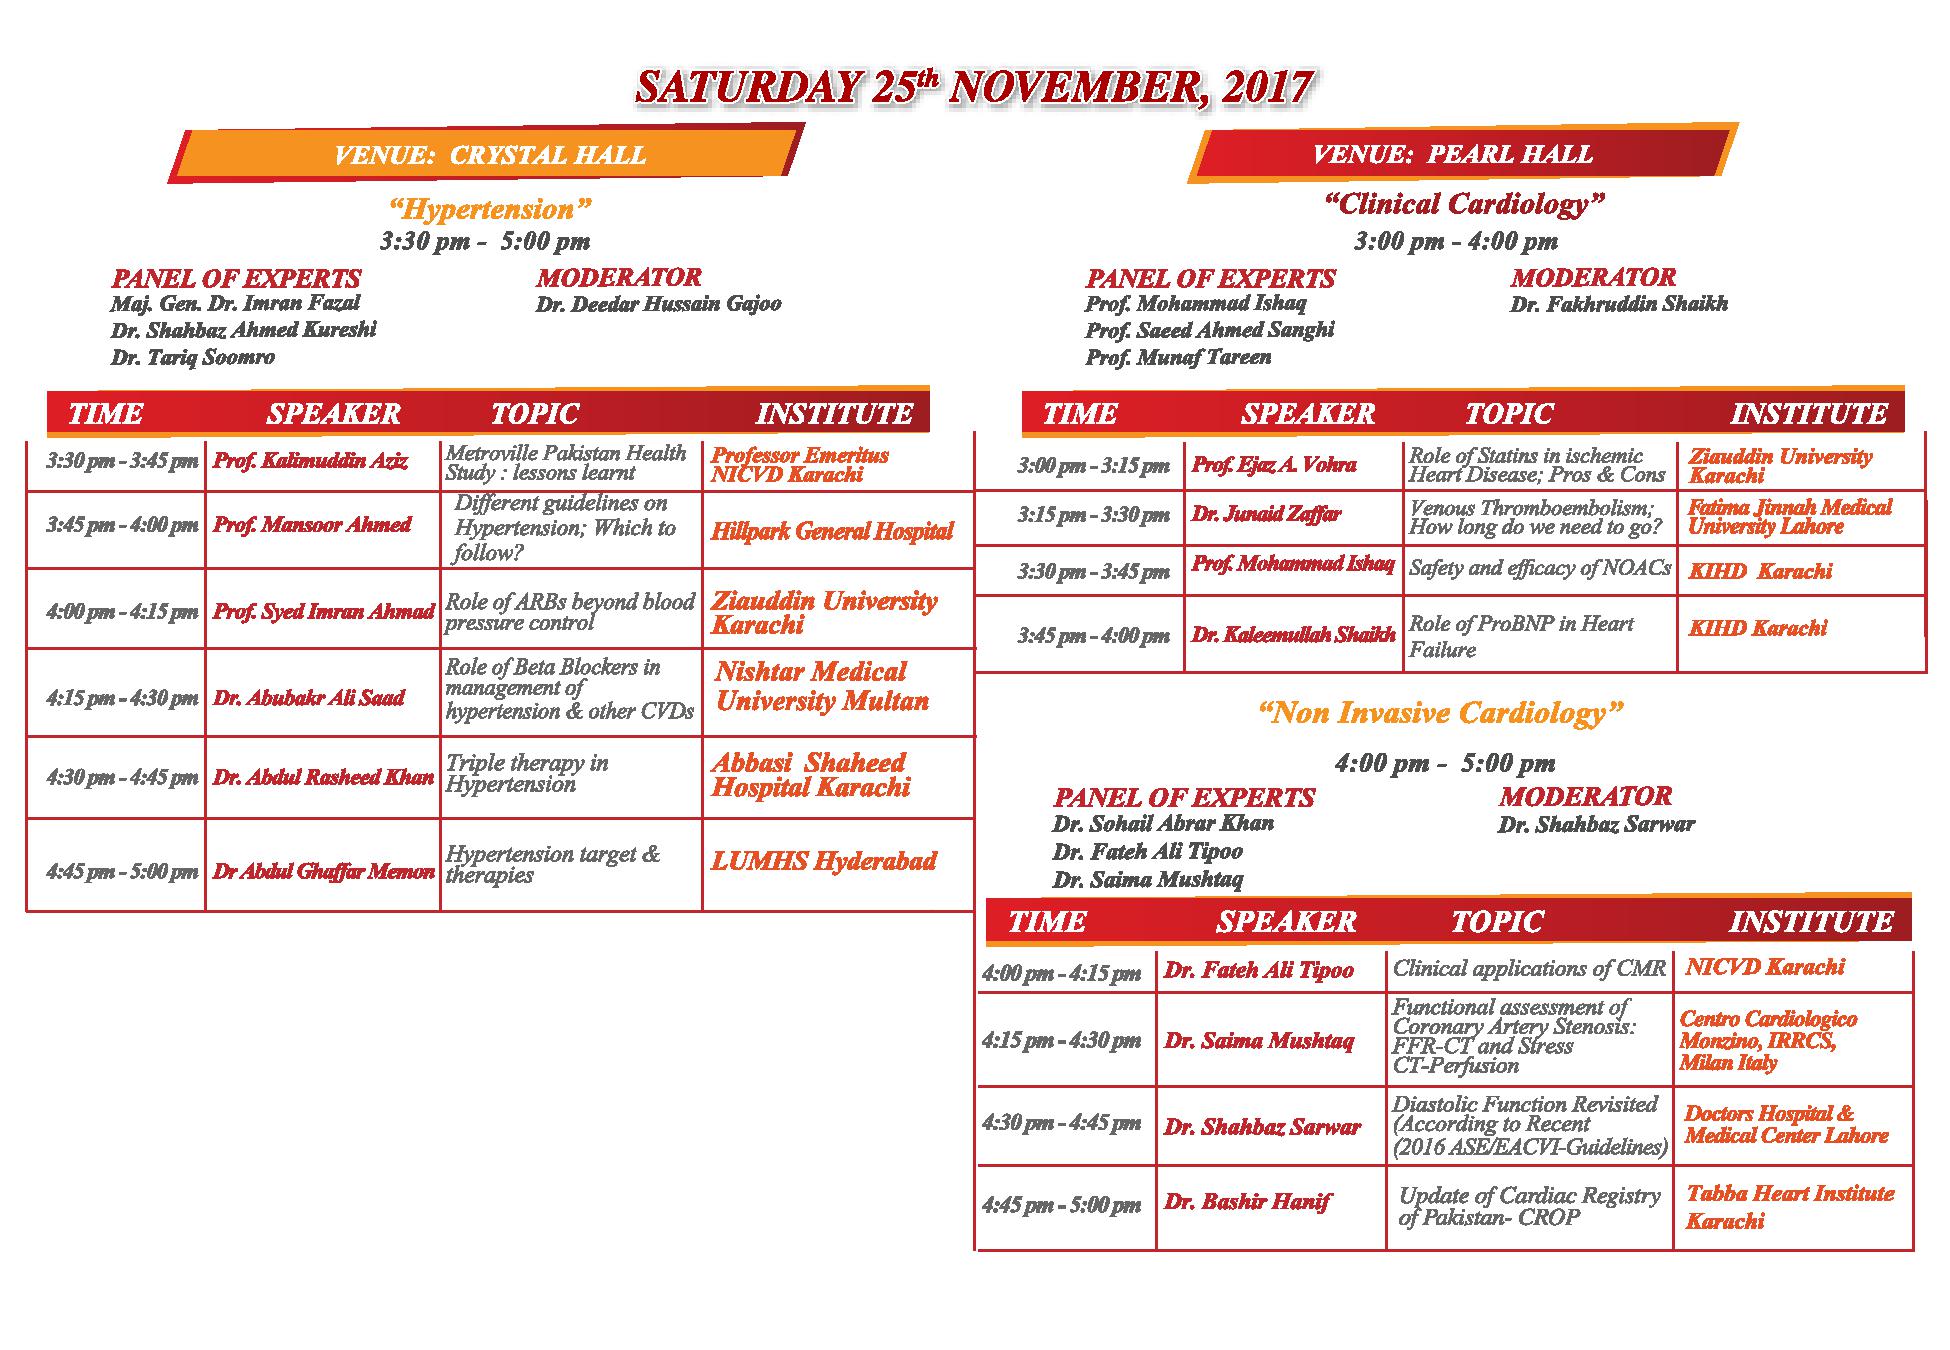 SATURDAY 25th NOVEMBER, 2017
VENUE: CRYSTAL HALL
“Hypertension”
3:30 pm - 5:00 pm
PANEL OF EXPERTS
Maj. Gen. Dr. Imran Fazal
Dr. Shahbaz Ahmed Kureshi
Dr. Tariq Soomro
MODERATOR
Dr. Deedar Hussain Gajoo
TIME SPEAKER TOPIC INSTITUTE
3:30 pm - 3:45 pm
Prof. Kalimuddin Aziz
Metroville Pakistan Health
Study : lessons learnt
Professor Emeritus
NICVD Karachi
3:45 pm - 4:00 pm
Prof. Mansoor Ahmed
Different guidelines on
Hypertension; Which to
follow?
Hillpark General Hospital
4:00 pm - 4:15 pm
Prof. Syed Imran Ahmad
Role of ARBs beyond blood
pressure control
Ziauddin University
Karachi
4:15 pm - 4:30 pm
Dr. Abubakr Ali Saad
Role of Beta Blockers in
management of
hypertension & other CVDs
Nishtar Medical
University Multan
4:30 pm - 4:45 pm
Dr. Abdul Rasheed Khan
Triple therapy in
Hypertension
Abbasi Shaheed
Hospital Karachi
4:45 pm - 5:00 pm
Dr Abdul Ghaffar Memon
Hypertension target &
therapies
LUMHS Hyderabad
VENUE: PEARL HALL
“Clinical Cardiology”
3:00 pm - 4:00 pm
PANEL OF EXPERTS
Prof. Mohammad Ishaq
Prof. Saeed Ahmed Sanghi
Prof. Munaf Tareen
MODERATOR
Dr. Fakhruddin Shaikh
TIME SPEAKER TOPIC INSTITUTE
3:00 pm - 3:15 pm
Prof. Ejaz A. Vohra
Role of Statins in ischemic
Heart Disease; Pros & Cons
Ziauddin University
Karachi
3:15 pm - 3:30 pm
Dr. Junaid Zaffar
Venous Thromboembolism;
How long do we need to go?
Fatima Jinnah Medical
University Lahore
3:30 pm - 3:45 pm
Prof. Mohammad Ishaq
Safety and efficacy of NOACs
KIHD Karachi
3:45 pm - 4:00 pm
Dr. Kaleemullah Shaikh
Role of ProBNP in Heart
Failure
KIHD Karachi
“Non Invasive Cardiology”
4:00 pm - 5:00 pm
PANEL OF EXPERTS
Dr. Sohail Abrar Khan
Dr. Fateh Ali Tipoo
Dr. Saima Mushtaq
MODERATOR
Dr. Shahbaz Sarwar
TIME SPEAKER TOPIC INSTITUTE
4:00 pm - 4:15 pm
Dr. Fateh Ali Tipoo
Clinical applications of CMR
NICVD Karachi
4:15 pm - 4:30 pm
Dr. Saima Mushtaq
Functional assessment of
Coronary Artery Stenosis:
FFR-CT and Stress
CT-Perfusion
Centro Cardiologico
Monzino, IRRCS,
Milan Italy
4:30 pm - 4:45 pm
Dr. Shahbaz Sarwar
Diastolic Function Revisited
(According to Recent
(2016 ASE/EACVI-Guidelines)
Doctors Hospital &
Medical Center Lahore
4:45 pm - 5:00 pm
Dr. Bashir Hanif
Update of Cardiac Registry
of Pakistan- CROP
Tabba Heart Institute
Karachi